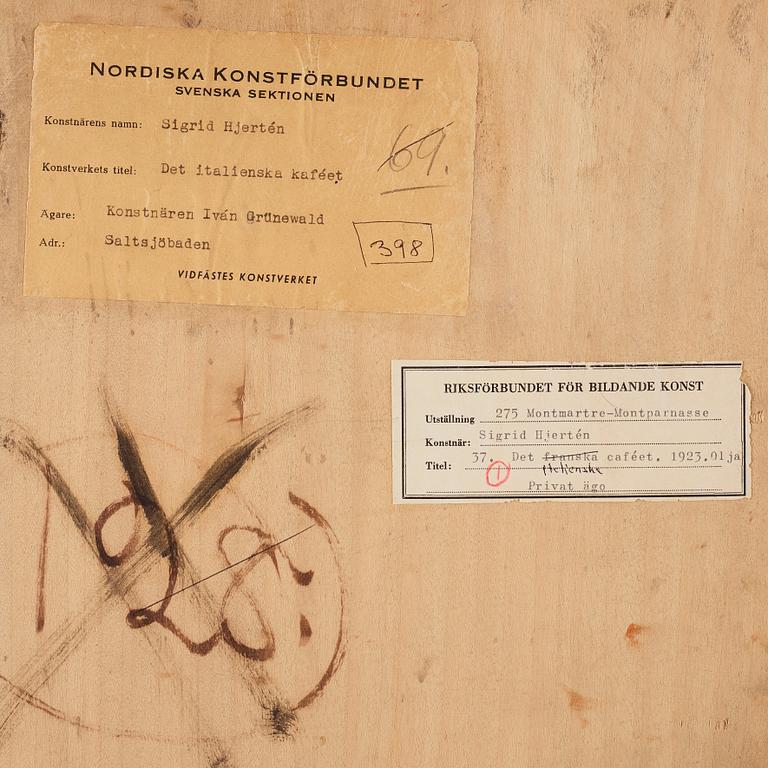 NORDISKA KONSTFÖRBUNDET
SVENSKA SEKTIONEN
Konstnärens namn: Sigrid Hjertén
69.
Konstverkets titel: Det italienska kaféet
Ägare: Konstnären Iván Grünewald
Adr.: Saltsjöbaden
398
VIDFÄSTES KONSTVERKET
RIKSFÖRBUNDET FÖR BILDANDE KONST
Utställning 275 Montmartre-Montparnasse
Konstnär: Sigrid Hjertén
Titel: 37. Det franska caféet. 1923.Olja
1 Italienska
Privat ägo